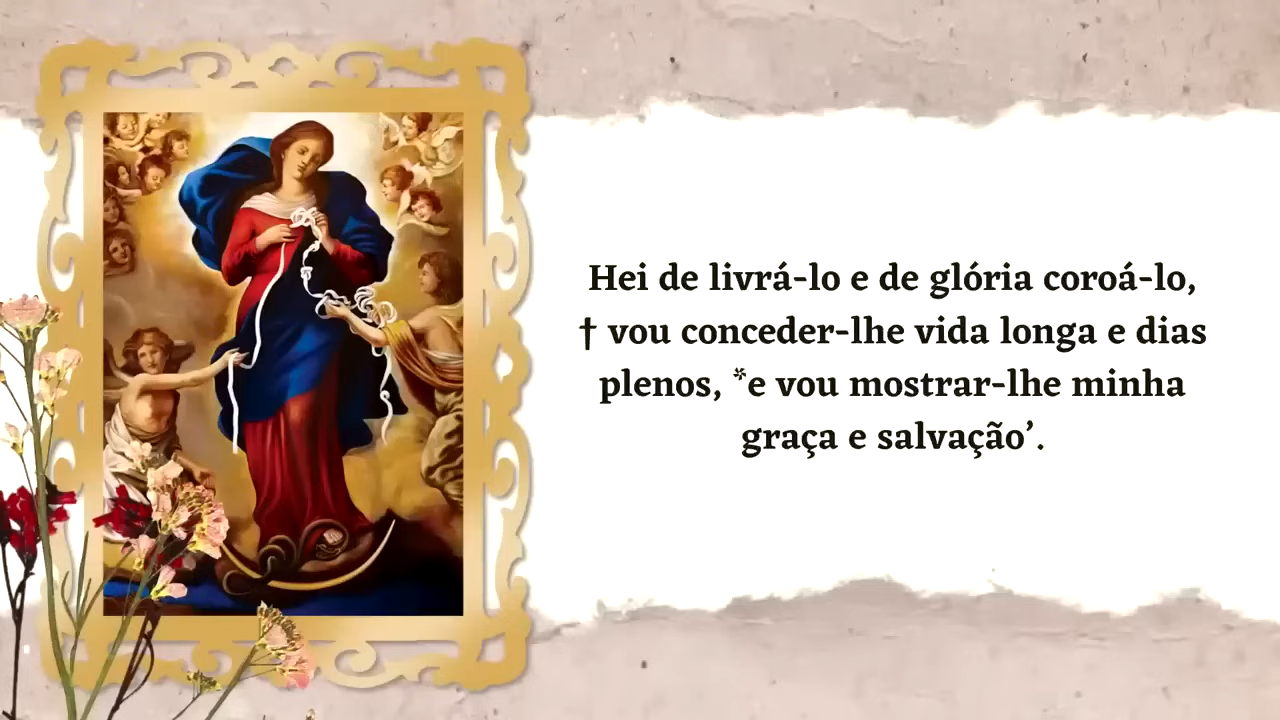 Hei de livrá-lo e de glória coroá-lo,
† vou conceder-lhe vida longa e dias
plenos, *e vou mostrar-lhe minha
graça e salvação’.